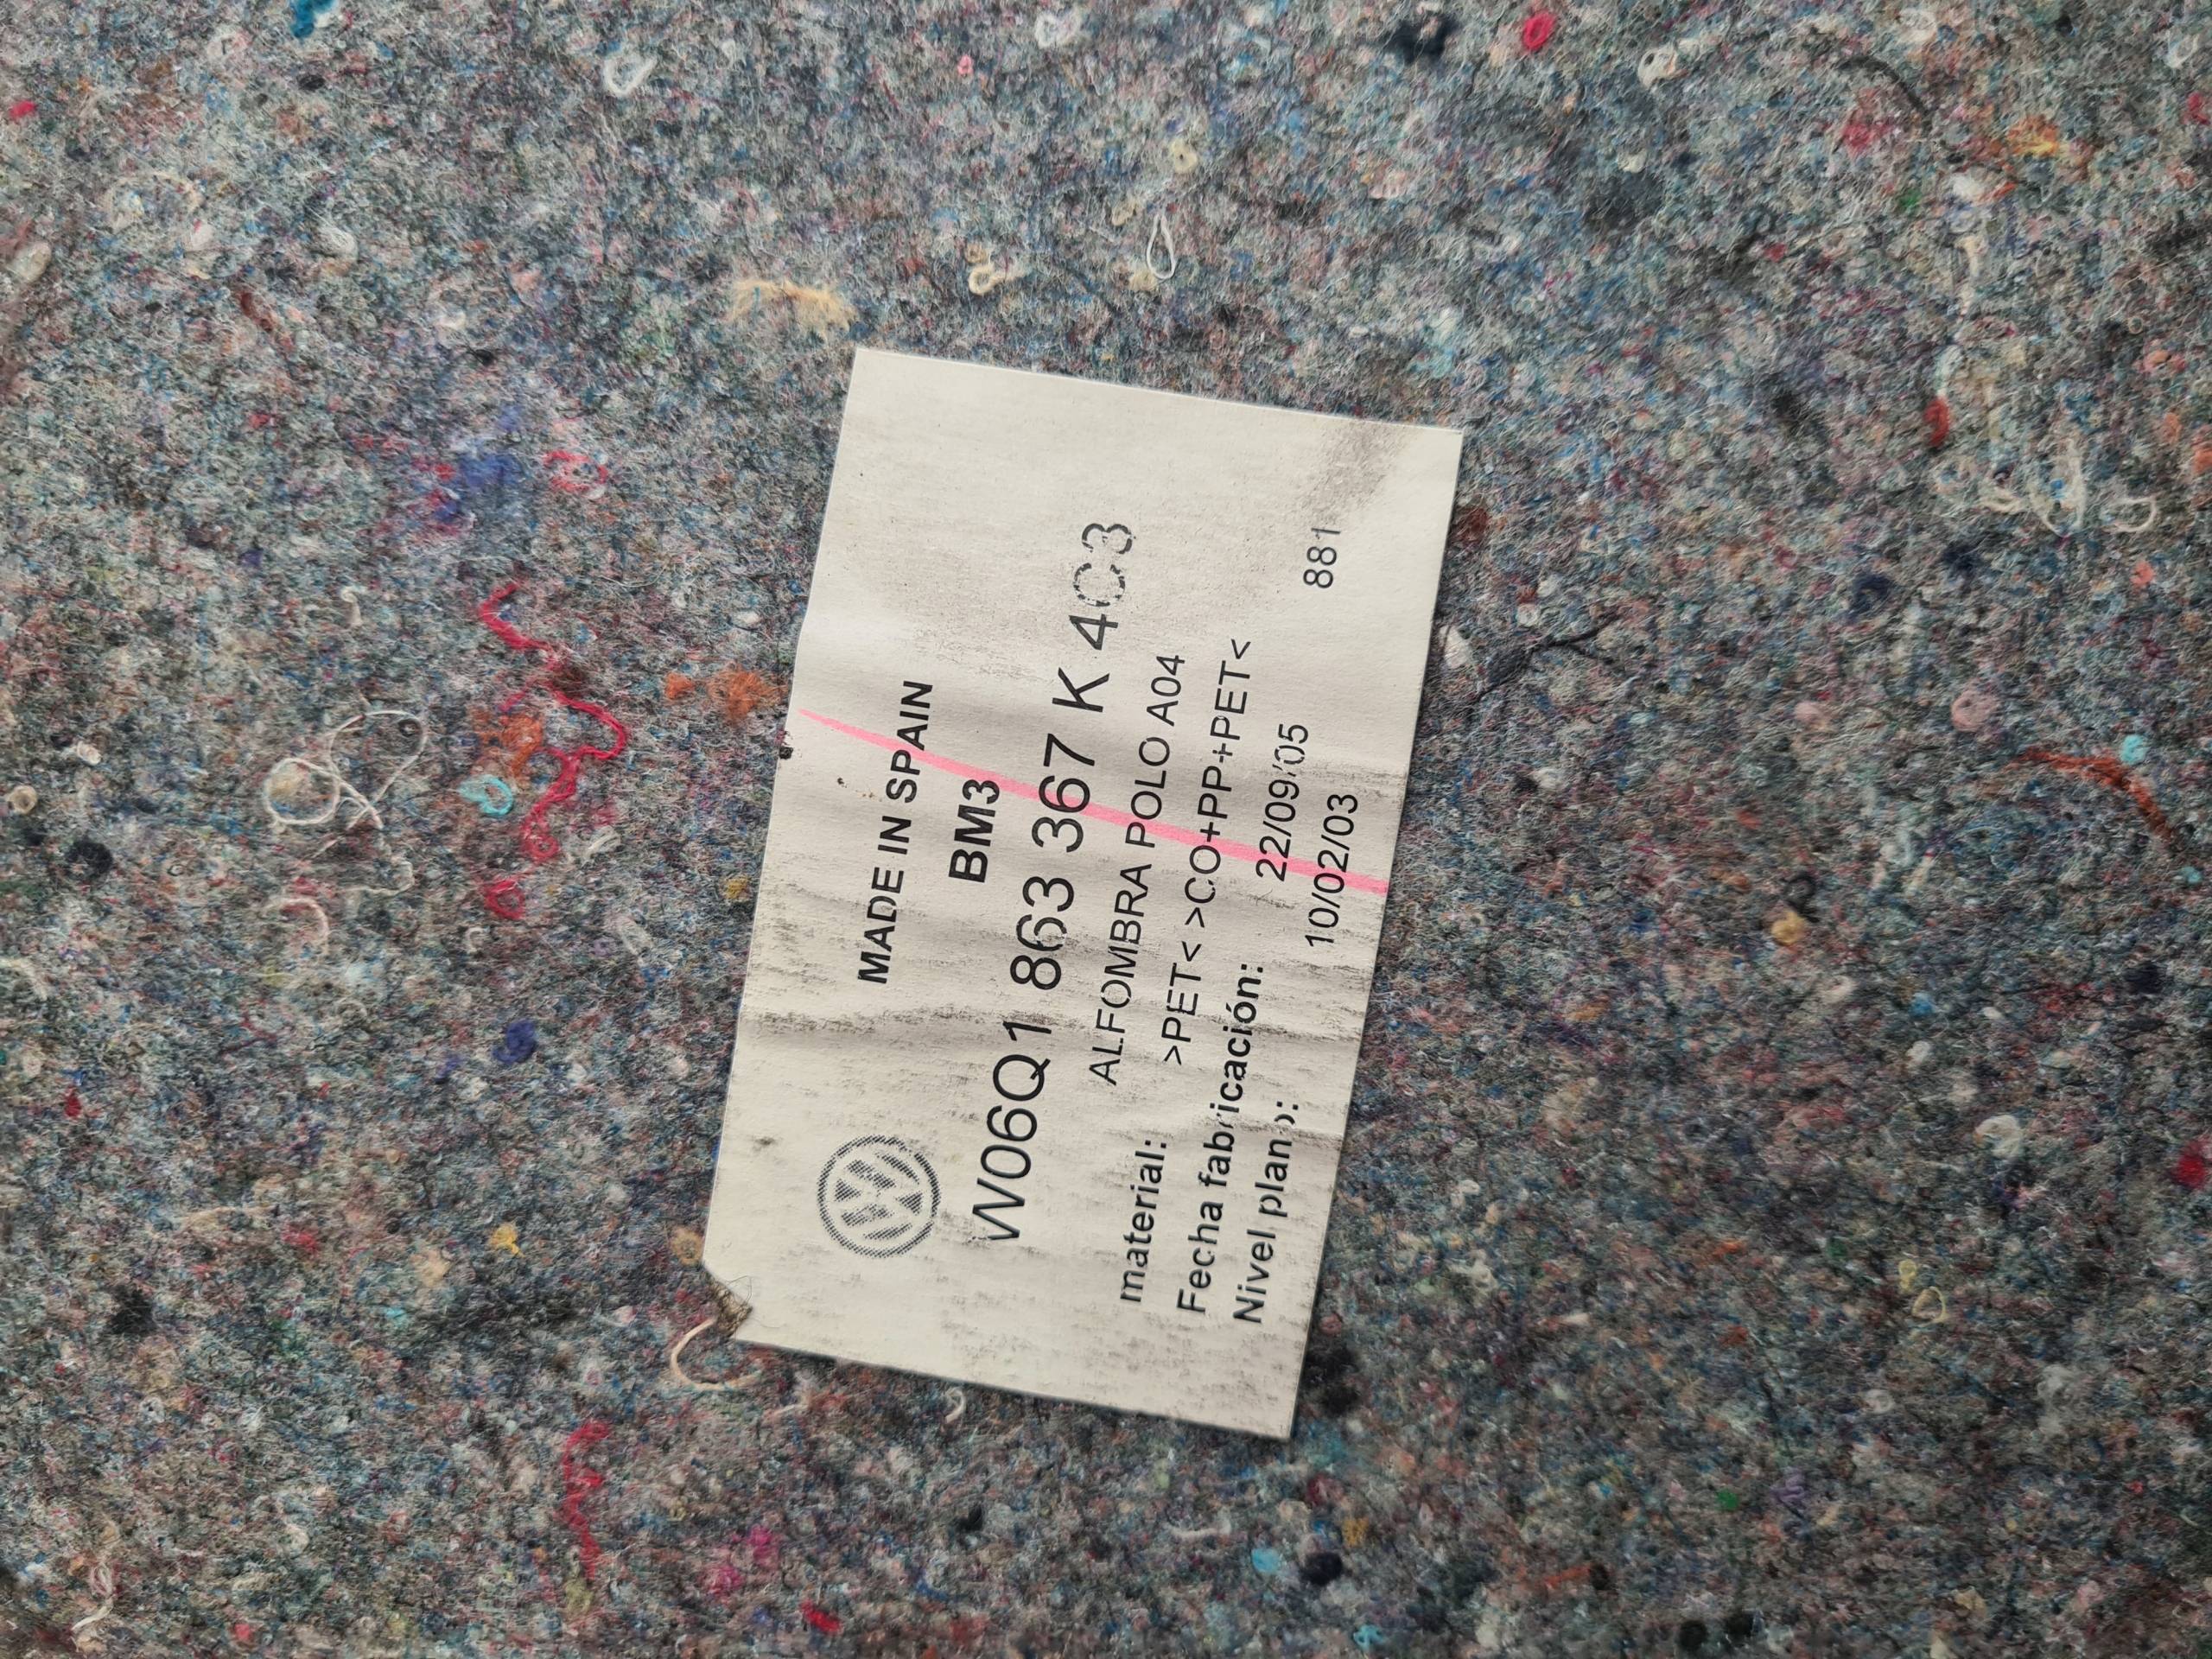 MADE IN SPAIN
BM3
W06Q1 863 367 K 4C3
ALFOMBRA POLO A04
material: >PET< >CO+PP+PET<
Fecha fabricación: 22/09/05
Nivel plano: 10/02/03 881